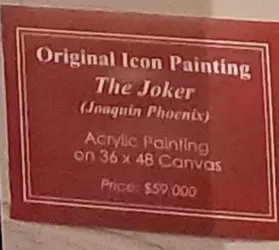 Original Icon Painting
The Joker
(Joaquin Phoenix)
Acrylic Painting
on 36 x 48 Canvas
Price: $59,000